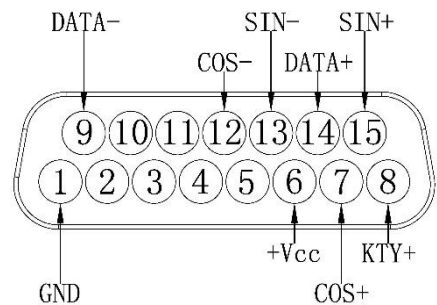 DATA- SIN- SIN+
COS- DATA+
9 10 11 12 13 14 15
1 2 3 4 5 6 7 8
+Vcc KTY+
GND COS+